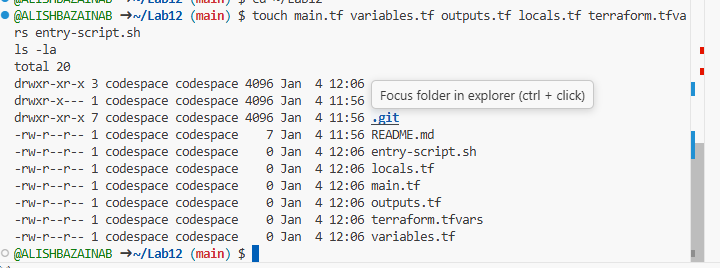 @ALISHBAZAINAB ➜~/Lab12 (main) $ touch main.tf variables.tf outputs.tf locals.tf terraform.tfva
rs entry-script.sh
ls -la
total 20
drwxr-xr-x 3 codespace codespace 4096 Jan  4 12:06
drwxr-x--- 1 codespace codespace 4096 Jan  4 11:56
Focus folder in explorer (ctrl + click)
drwxr-xr-x 7 codespace codespace 4096 Jan  4 11:56 .git
-rw-r--r-- 1 codespace codespace    7 Jan  4 11:56 README.md
-rw-r--r-- 1 codespace codespace    0 Jan  4 12:06 entry-script.sh
-rw-r--r-- 1 codespace codespace    0 Jan  4 12:06 locals.tf
-rw-r--r-- 1 codespace codespace    0 Jan  4 12:06 main.tf
-rw-r--r-- 1 codespace codespace    0 Jan  4 12:06 outputs.tf
-rw-r--r-- 1 codespace codespace    0 Jan  4 12:06 terraform.tfvars
-rw-r--r-- 1 codespace codespace    0 Jan  4 12:06 variables.tf
@ALISHBAZAINAB ➜~/Lab12 (main) $